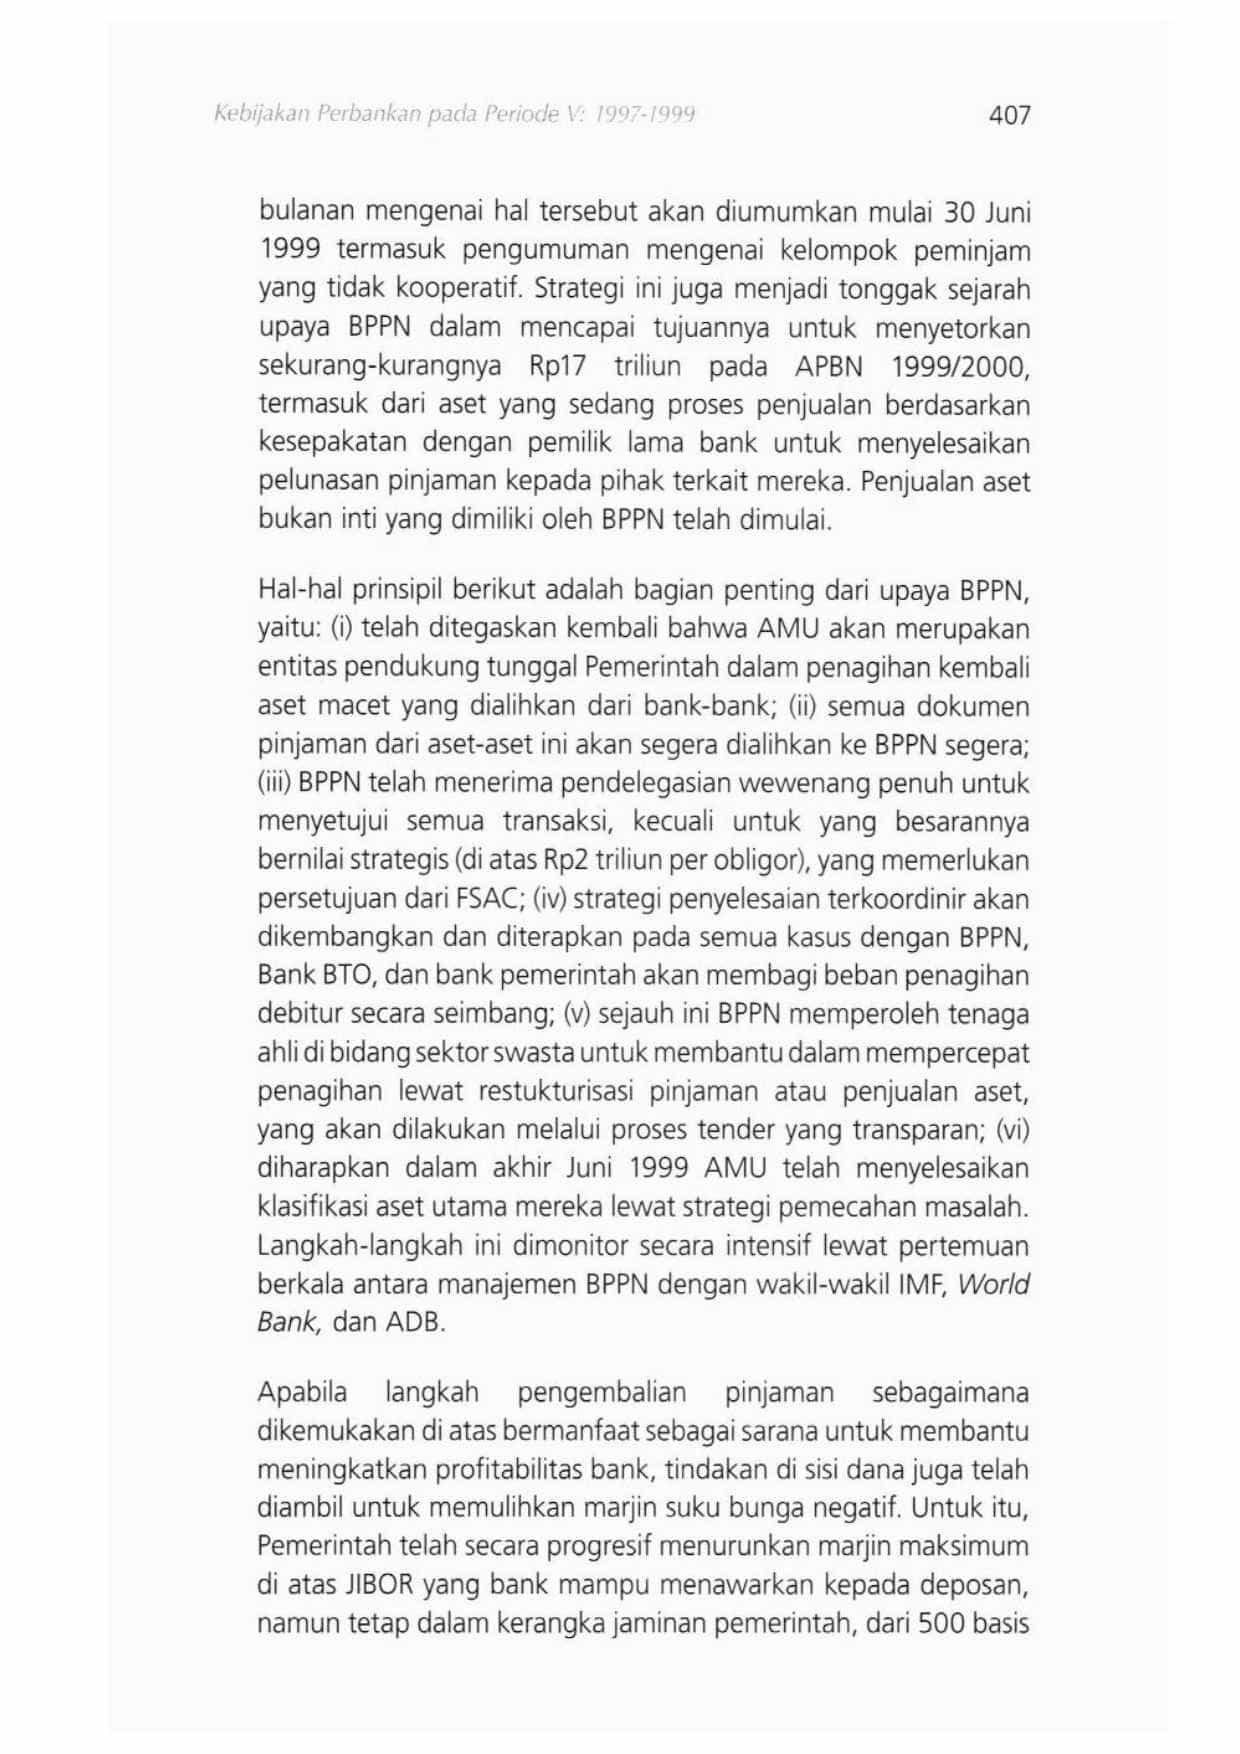 Kebijakan Perbankan pada Periode V: 1997-1999 407
bulanan mengenai hal tersebut akan diumumkan mulai 30 Juni
1999 termasuk pengumuman mengenai kelompok peminjam
yang tidak kooperatif. Strategi ini juga menjadi tonggak sejarah
upaya BPPN dalam mencapai tujuannya untuk menyetorkan
sekurang-kurangnya Rp17 triliun pada APBN 1999/2000,
termasuk dari aset yang sedang proses penjualan berdasarkan
kesepakatan dengan pemilik lama bank untuk menyelesaikan
pelunasan pinjaman kepada pihak terkait mereka. Penjualan aset
bukan inti yang dimiliki oleh BPPN telah dimulai.
Hal-hal prinsipil berikut adalah bagian penting dari upaya BPPN,
yaitu: (i) telah ditegaskan kembali bahwa AMU akan merupakan
entitas pendukung tunggal Pemerintah dalam penagihan kembali
aset macet yang dialihkan dari bank-bank; (ii) semua dokumen
pinjaman dari aset-aset ini akan segera dialihkan ke BPPN segera;
(iii) BPPN telah menerima pendelegasian wewenang penuh untuk
menyetujui semua transaksi, kecuali untuk yang besarannya
bernilai strategis (di atas Rp2 triliun per obligor), yang memerlukan
persetujuan dari FSAC; (iv) strategi penyelesaian terkoordinir akan
dikembangkan dan diterapkan pada semua kasus dengan BPPN,
Bank BTO, dan bank pemerintah akan membagi beban penagihan
debitur secara seimbang; (v) sejauh ini BPPN memperoleh tenaga
ahli di bidang sektor swasta untuk membantu dalam mempercepat
penagihan lewat restukturisasi pinjaman atau penjualan aset,
yang akan dilakukan melalui proses tender yang transparan; (vi)
diharapkan dalam akhir Juni 1999 AMU telah menyelesaikan
klasifikasi aset utama mereka lewat strategi pemecahan masalah.
Langkah-langkah ini dimonitor secara intensif lewat pertemuan
berkala antara manajemen BPPN dengan wakil-wakil IMF, World
Bank, dan ADB.
Apabila langkah pengembalian pinjaman sebagaimana
dikemukakan di atas bermanfaat sebagai sarana untuk membantu
meningkatkan profitabilitas bank, tindakan di sisi dana juga telah
diambil untuk memulihkan marjin suku bunga negatif. Untuk itu,
Pemerintah telah secara progresif menurunkan marjin maksimum
di atas JIBOR yang bank mampu menawarkan kepada deposan,
namun tetap dalam kerangka jaminan pemerintah, dari 500 basis